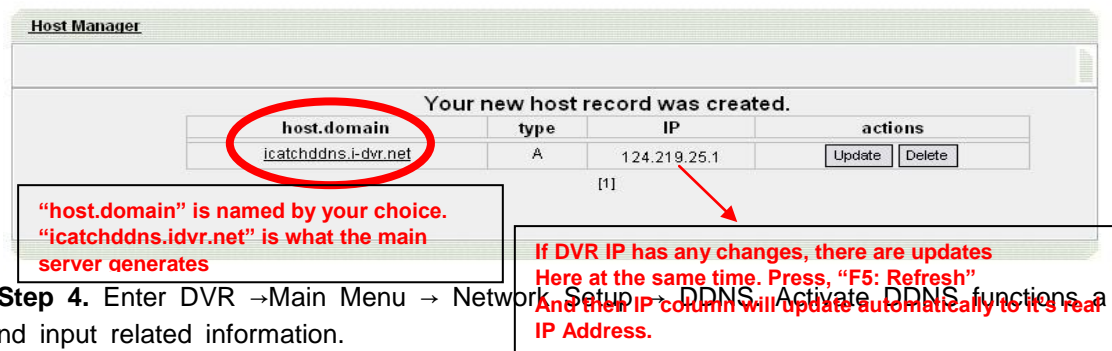 Host Manager
Your new host record was created.
host.domain type IP actions
icatchddns.i-dvr.net A 124.219.25.1 Update Delete
[1]
“host.domain” is named by your choice.
“icatchddns.idvr.net” is what the main
server generates
If DVR IP has any changes, there are updates
Here at the same time. Press, “F5: Refresh”
And then IP column will update automatically to it's real
IP Address.
Step 4. Enter DVR →Main Menu → Network Setup → DDNS. Activate DDNS functions a
nd input related information.